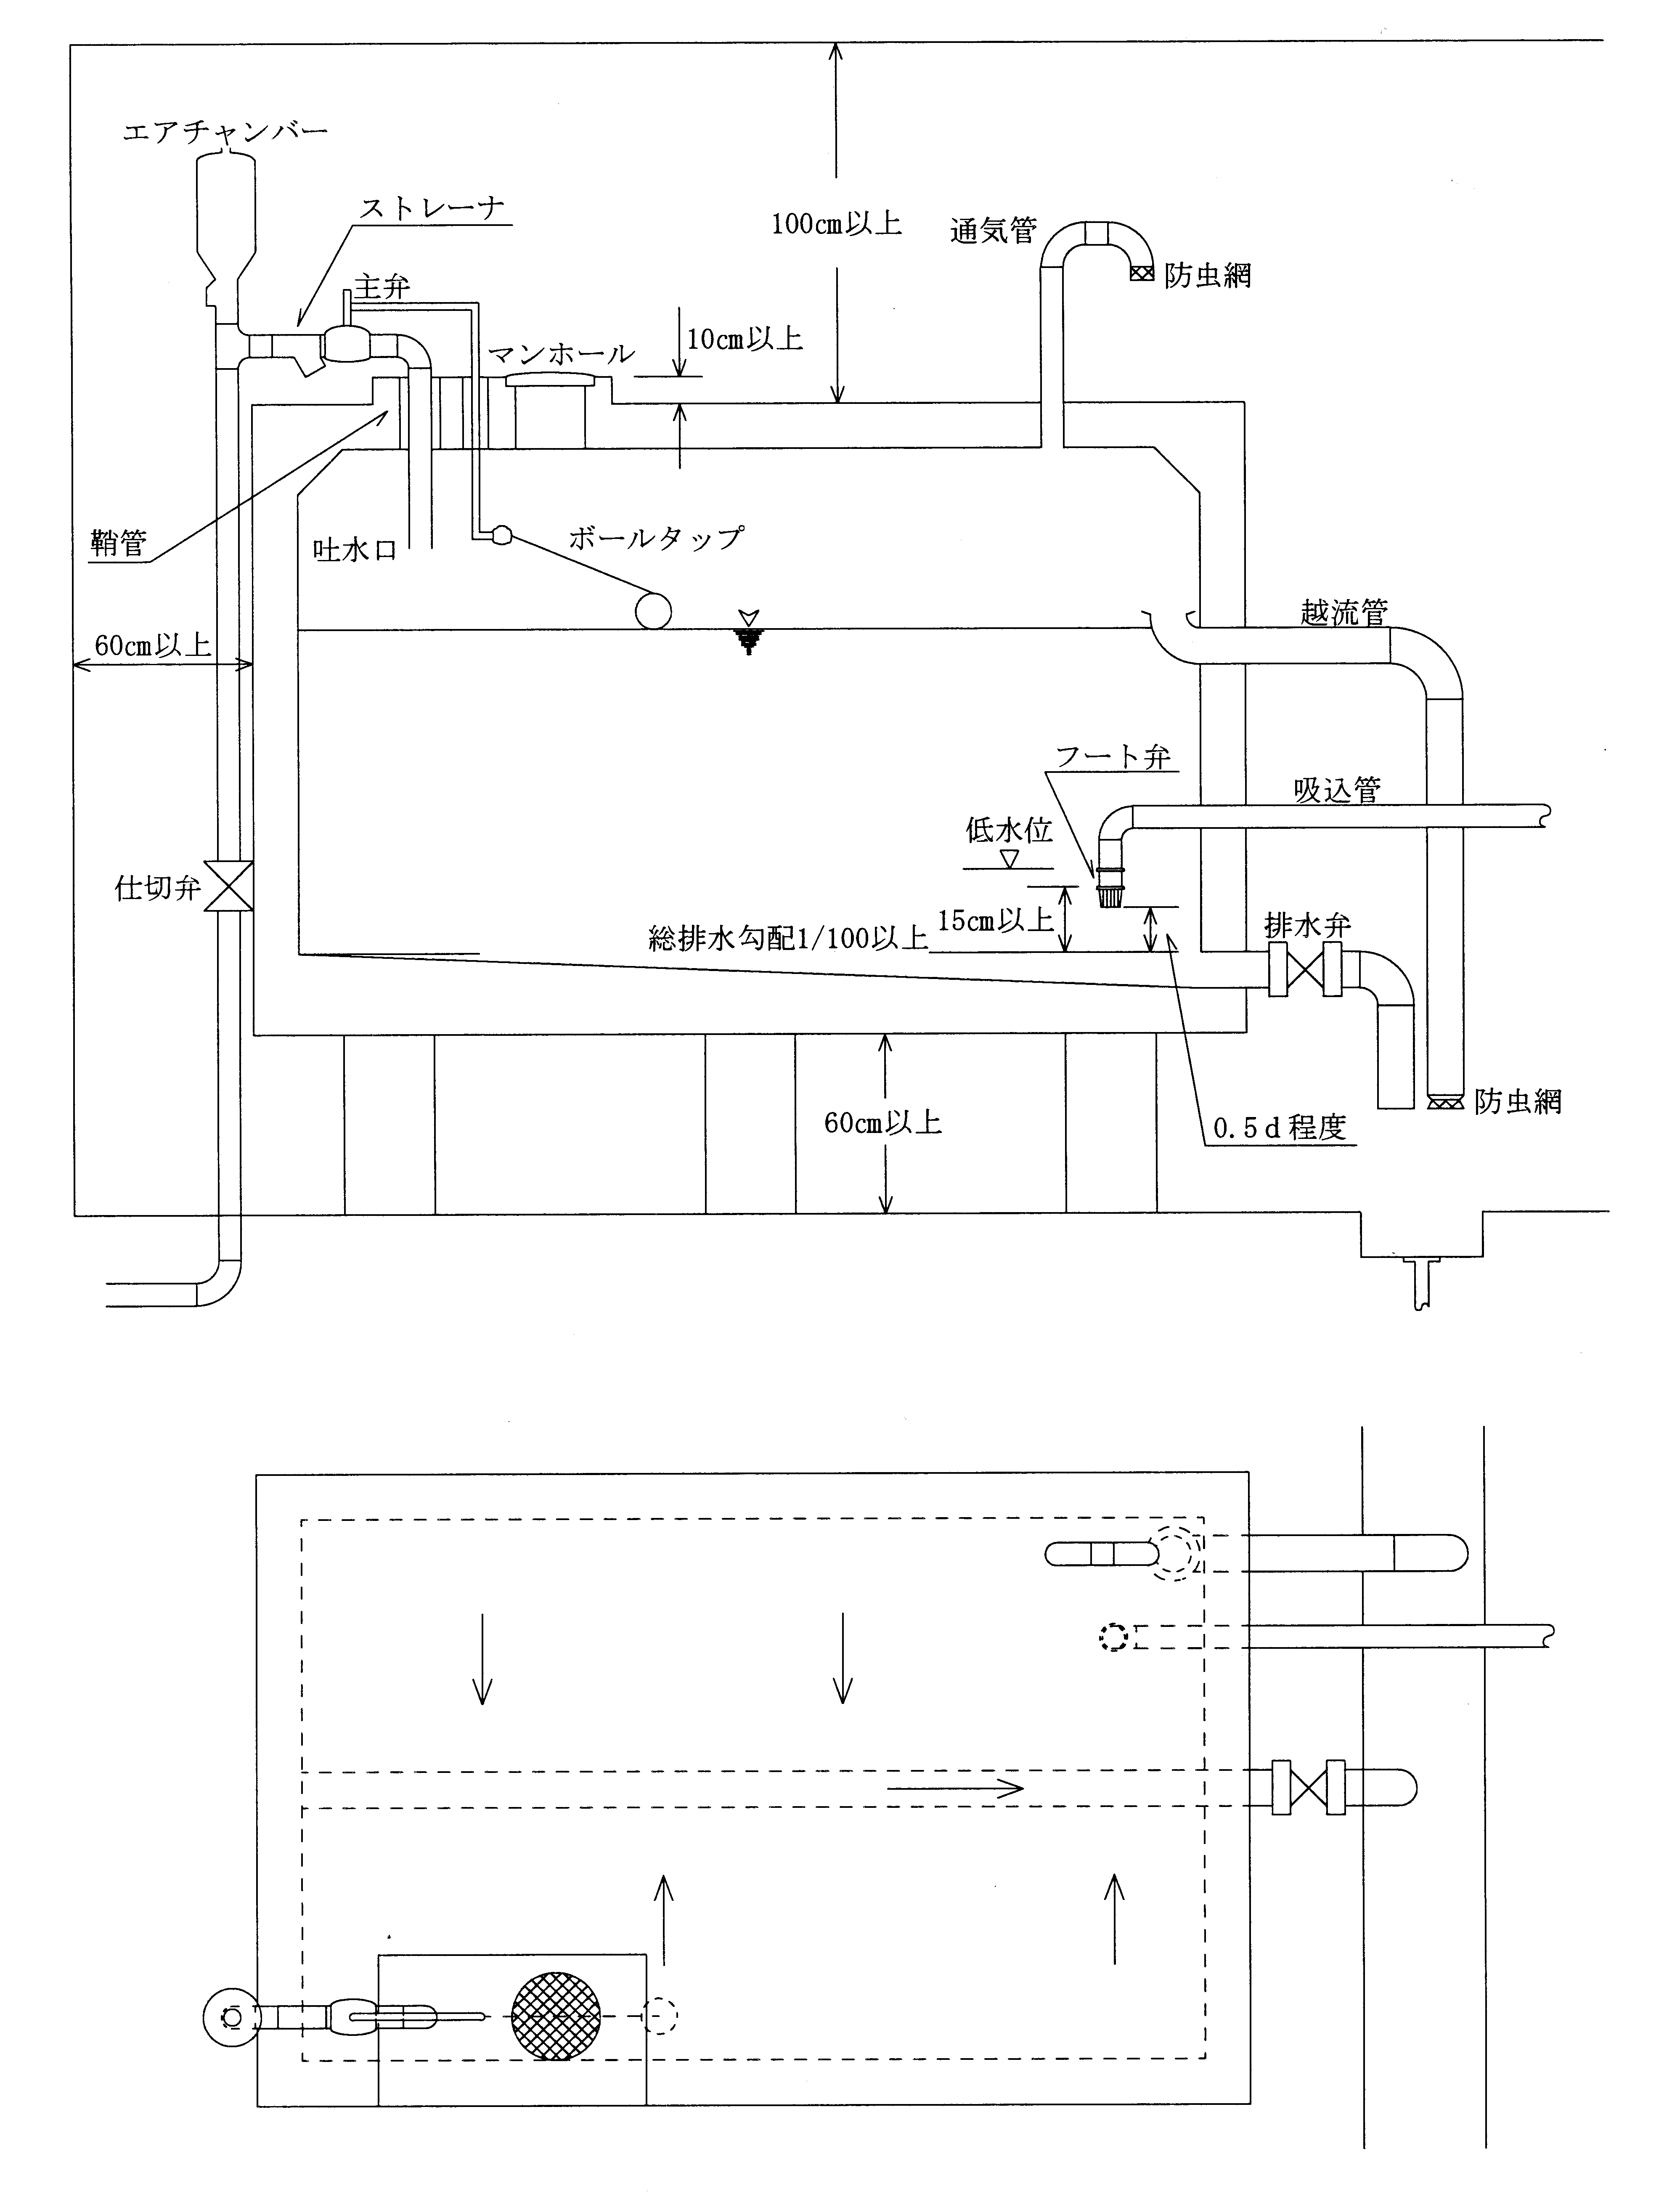 エアチャンバー
ストレーナ
100cm以上
通気管
防虫網
主弁
10cm以上
マンホール
鞘管
吐水口
ボールタップ
越流管
60cm以上
フート弁
吸込管
低水位
仕切弁
15cm以上
排水弁
総排水勾配1/100以上
防虫網
60cm以上
0.5d程度